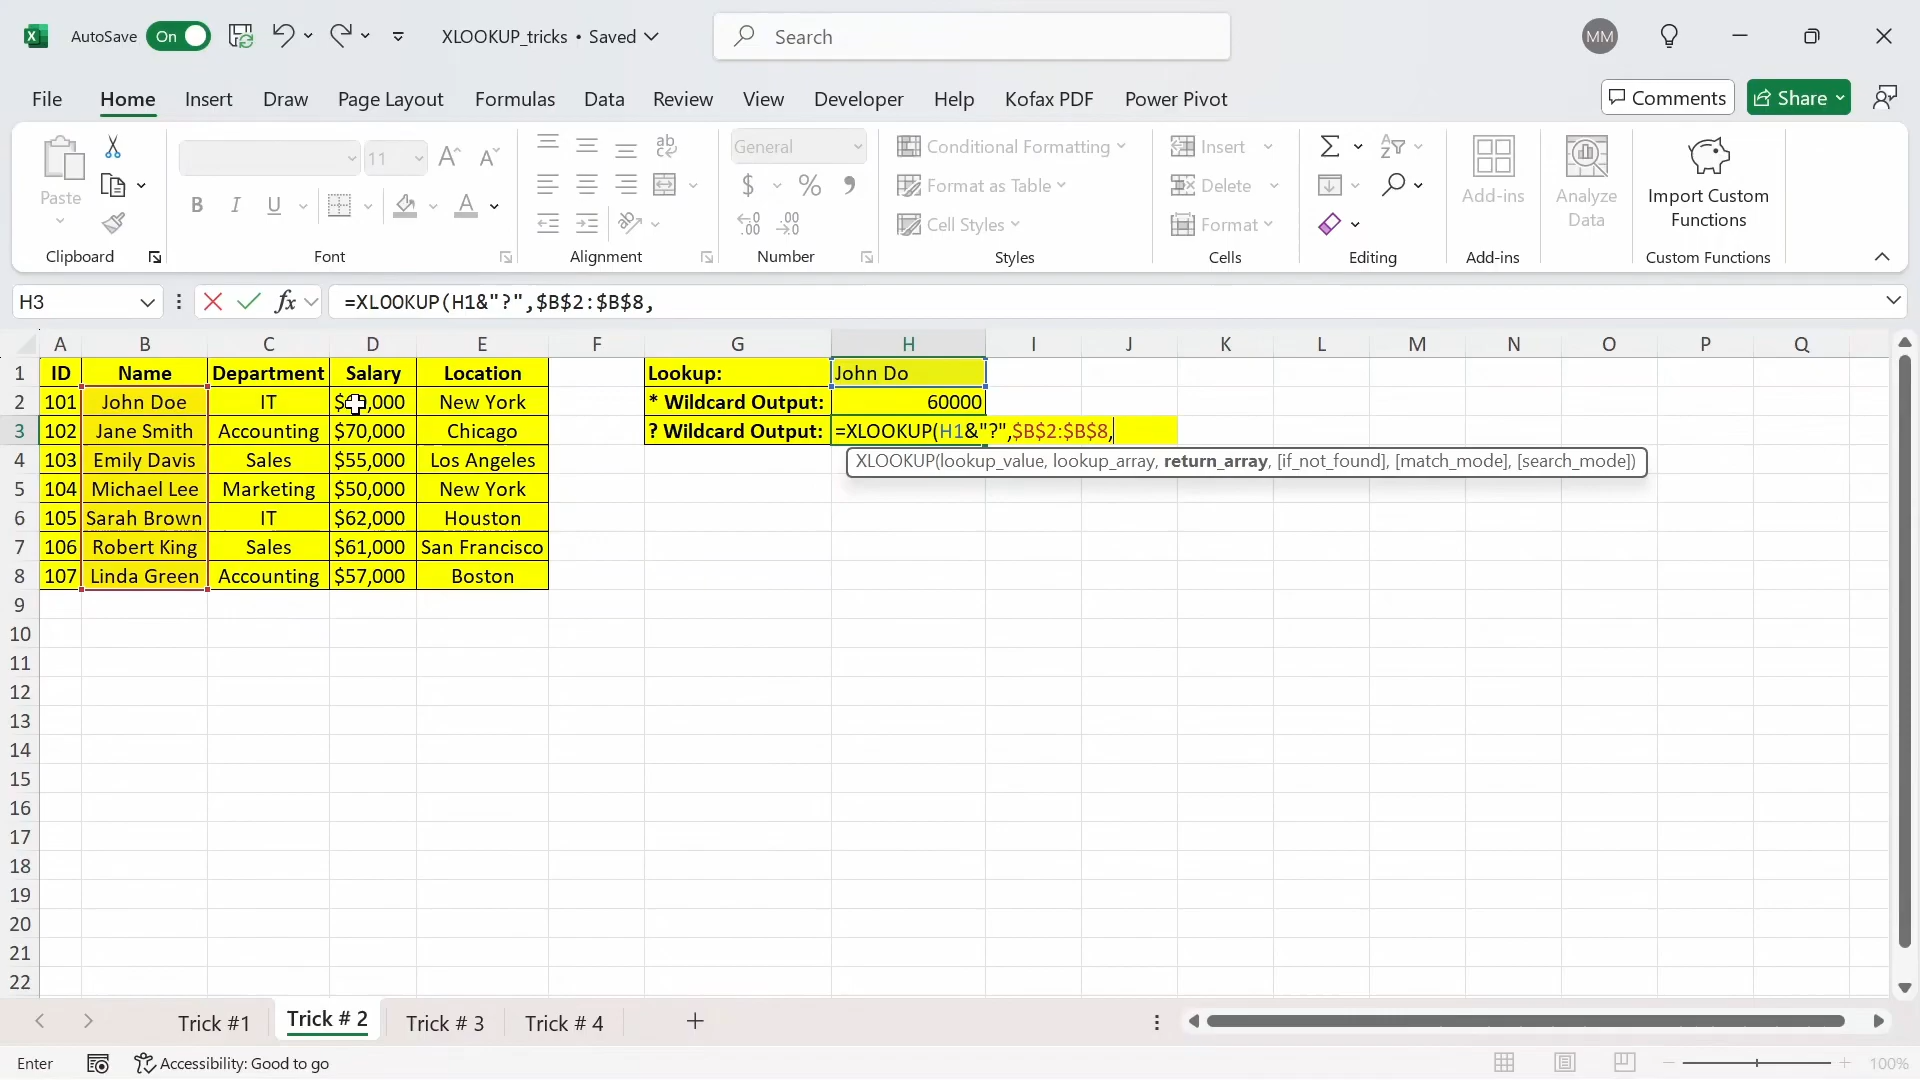 AutoSave On XLOOKUP_tricks • Saved Search MM
File Home Insert Draw Page Layout Formulas Data Review View Developer Help Kofax PDF Power Pivot Comments Share
Paste
Clipboard
11
B I U A
Font
ab
Alignment
General
$ % 9
Number
Conditional Formatting
Format as Table
Cell Styles
Styles
Insert
Delete
Format
Cells
Editing
Add-ins
Add-ins
Analyze
Data
Import Custom
Functions
Custom Functions
H3 fx =XLOOKUP(H1&"?",$B$2:$B$8,
A B C D E F G H I J K L M N O P Q
1 ID Name Department Salary Location Lookup: John Do
2 101 John Doe IT ,000 New York * Wildcard Output: 60000
3 102 Jane Smith Accounting $70,000 Chicago ? Wildcard Output: =XLOOKUP(H1&"?",$B$2:$B$8,
4 103 Emily Davis Sales $55,000 Los Angeles XLOOKUP(lookup_value, lookup_array, return_array, [if_not_found], [match_mode], [search_mode])
5 104 Michael Lee Marketing $50,000 New York
6 105 Sarah Brown IT $62,000 Houston
7 106 Robert King Sales $61,000 San Francisco
8 107 Linda Green Accounting $57,000 Boston
9
10
11
12
13
14
15
16
17
18
19
20
21
22
Trick #1 Trick # 2 Trick # 3 Trick # 4
Enter Accessibility: Good to go 100%